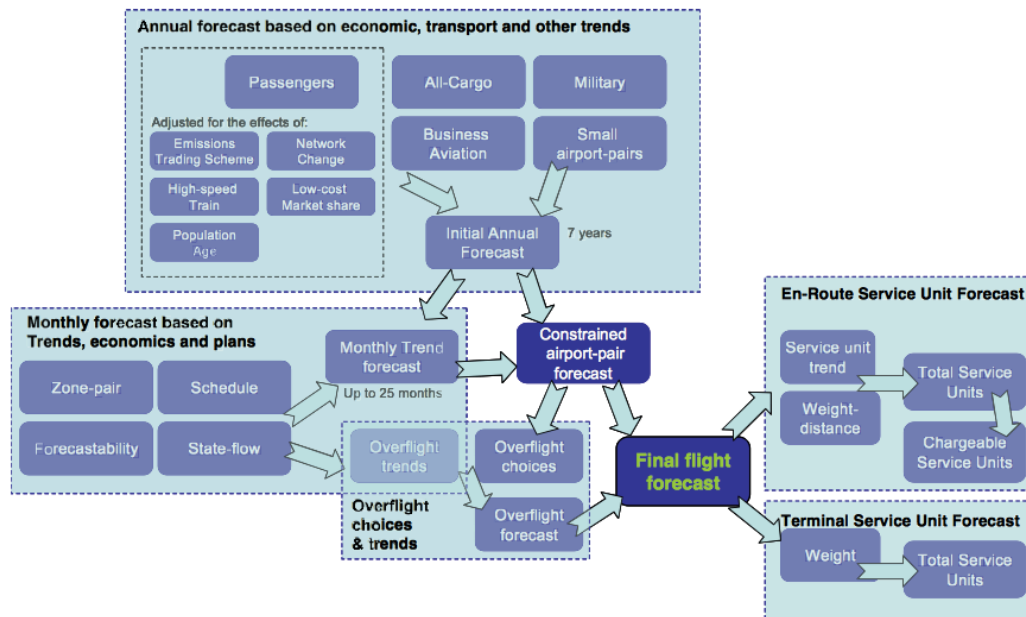 Annual forecast based on economic, transport and other trends
Passengers
All-Cargo
Military
Adjusted for the effects of:
Emissions
Trading Scheme
Network
Change
Business
Aviation
Small
airport-pairs
High-speed
Train
Low-cost
Market share
Population
Age
Initial Annual
Forecast
7 years
Monthly forecast based on
Trends, economics and plans
Monthly Trend
forecast
Up to 25 months
Zone-pair
Schedule
Forecastability
State-flow
Constrained
airport-pair
forecast
Overflight
trends
Overflight
choices
Overflight
choices
& trends
Overflight
forecast
Final flight
forecast
En-Route Service Unit Forecast
Service unit
trend
Total Service
Units
Weight-
distance
Chargeable
Service Units
Terminal Service Unit Forecast
Weight
Total Service
Units